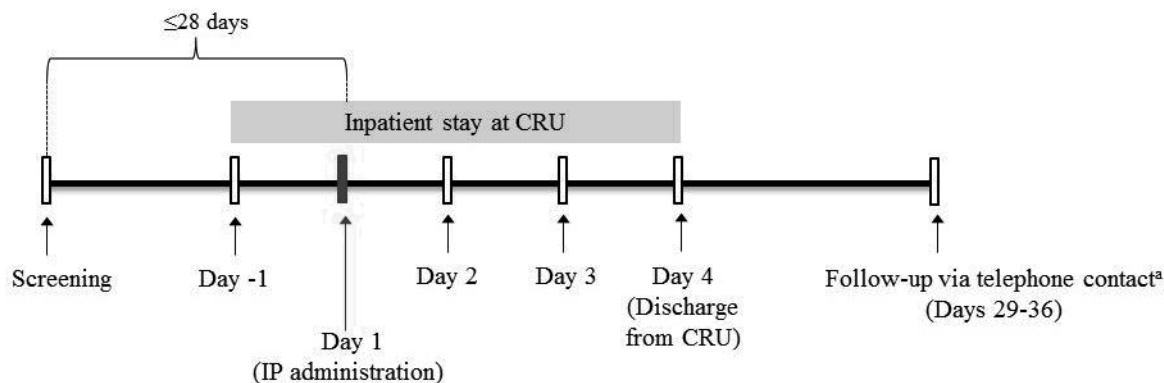 ≤28 days
Inpatient stay at CRU
Screening
Day -1
Day 1
(IP administration)
Day 2
Day 3
Day 4
(Discharge
from CRU)
Follow-up via telephone contactᵃ
(Days 29-36)